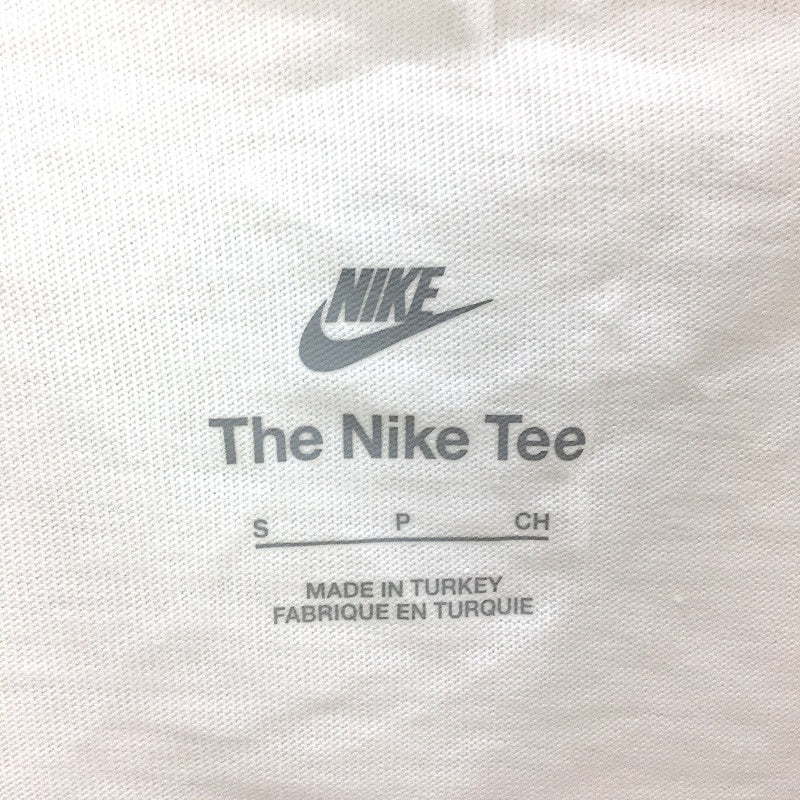 NIKE
The Nike Tee
S P CH
MADE IN TURKEY
FABRIQUE EN TURQUIE